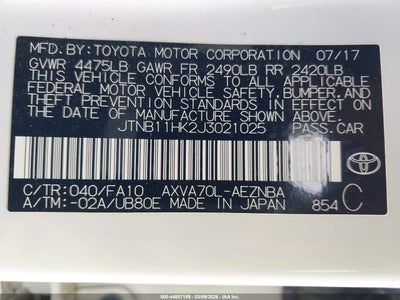 MFD.BY:TOYOTA MOTOR CORPORATION 07/17
GVWR 4475LB GAWR FR 2490LB RR 2420LB
THIS VEHICLE CONFORMS TO ALL APPLICABLE
FEDERAL MOTOR VEHICLE SAFETY,BUMPER,AND
THEFT PREVENTION STANDARDS IN EFFECT ON
THE DATE OF MANUFACTURE SHOWN ABOVE.
JTNB11HK2J3021025 PASS.CAR
TOYOTA
C/TR:040/FA10 AXVA70L-AEZNBA C
A/TM:-02A/UB80E MADE IN JAPAN 854